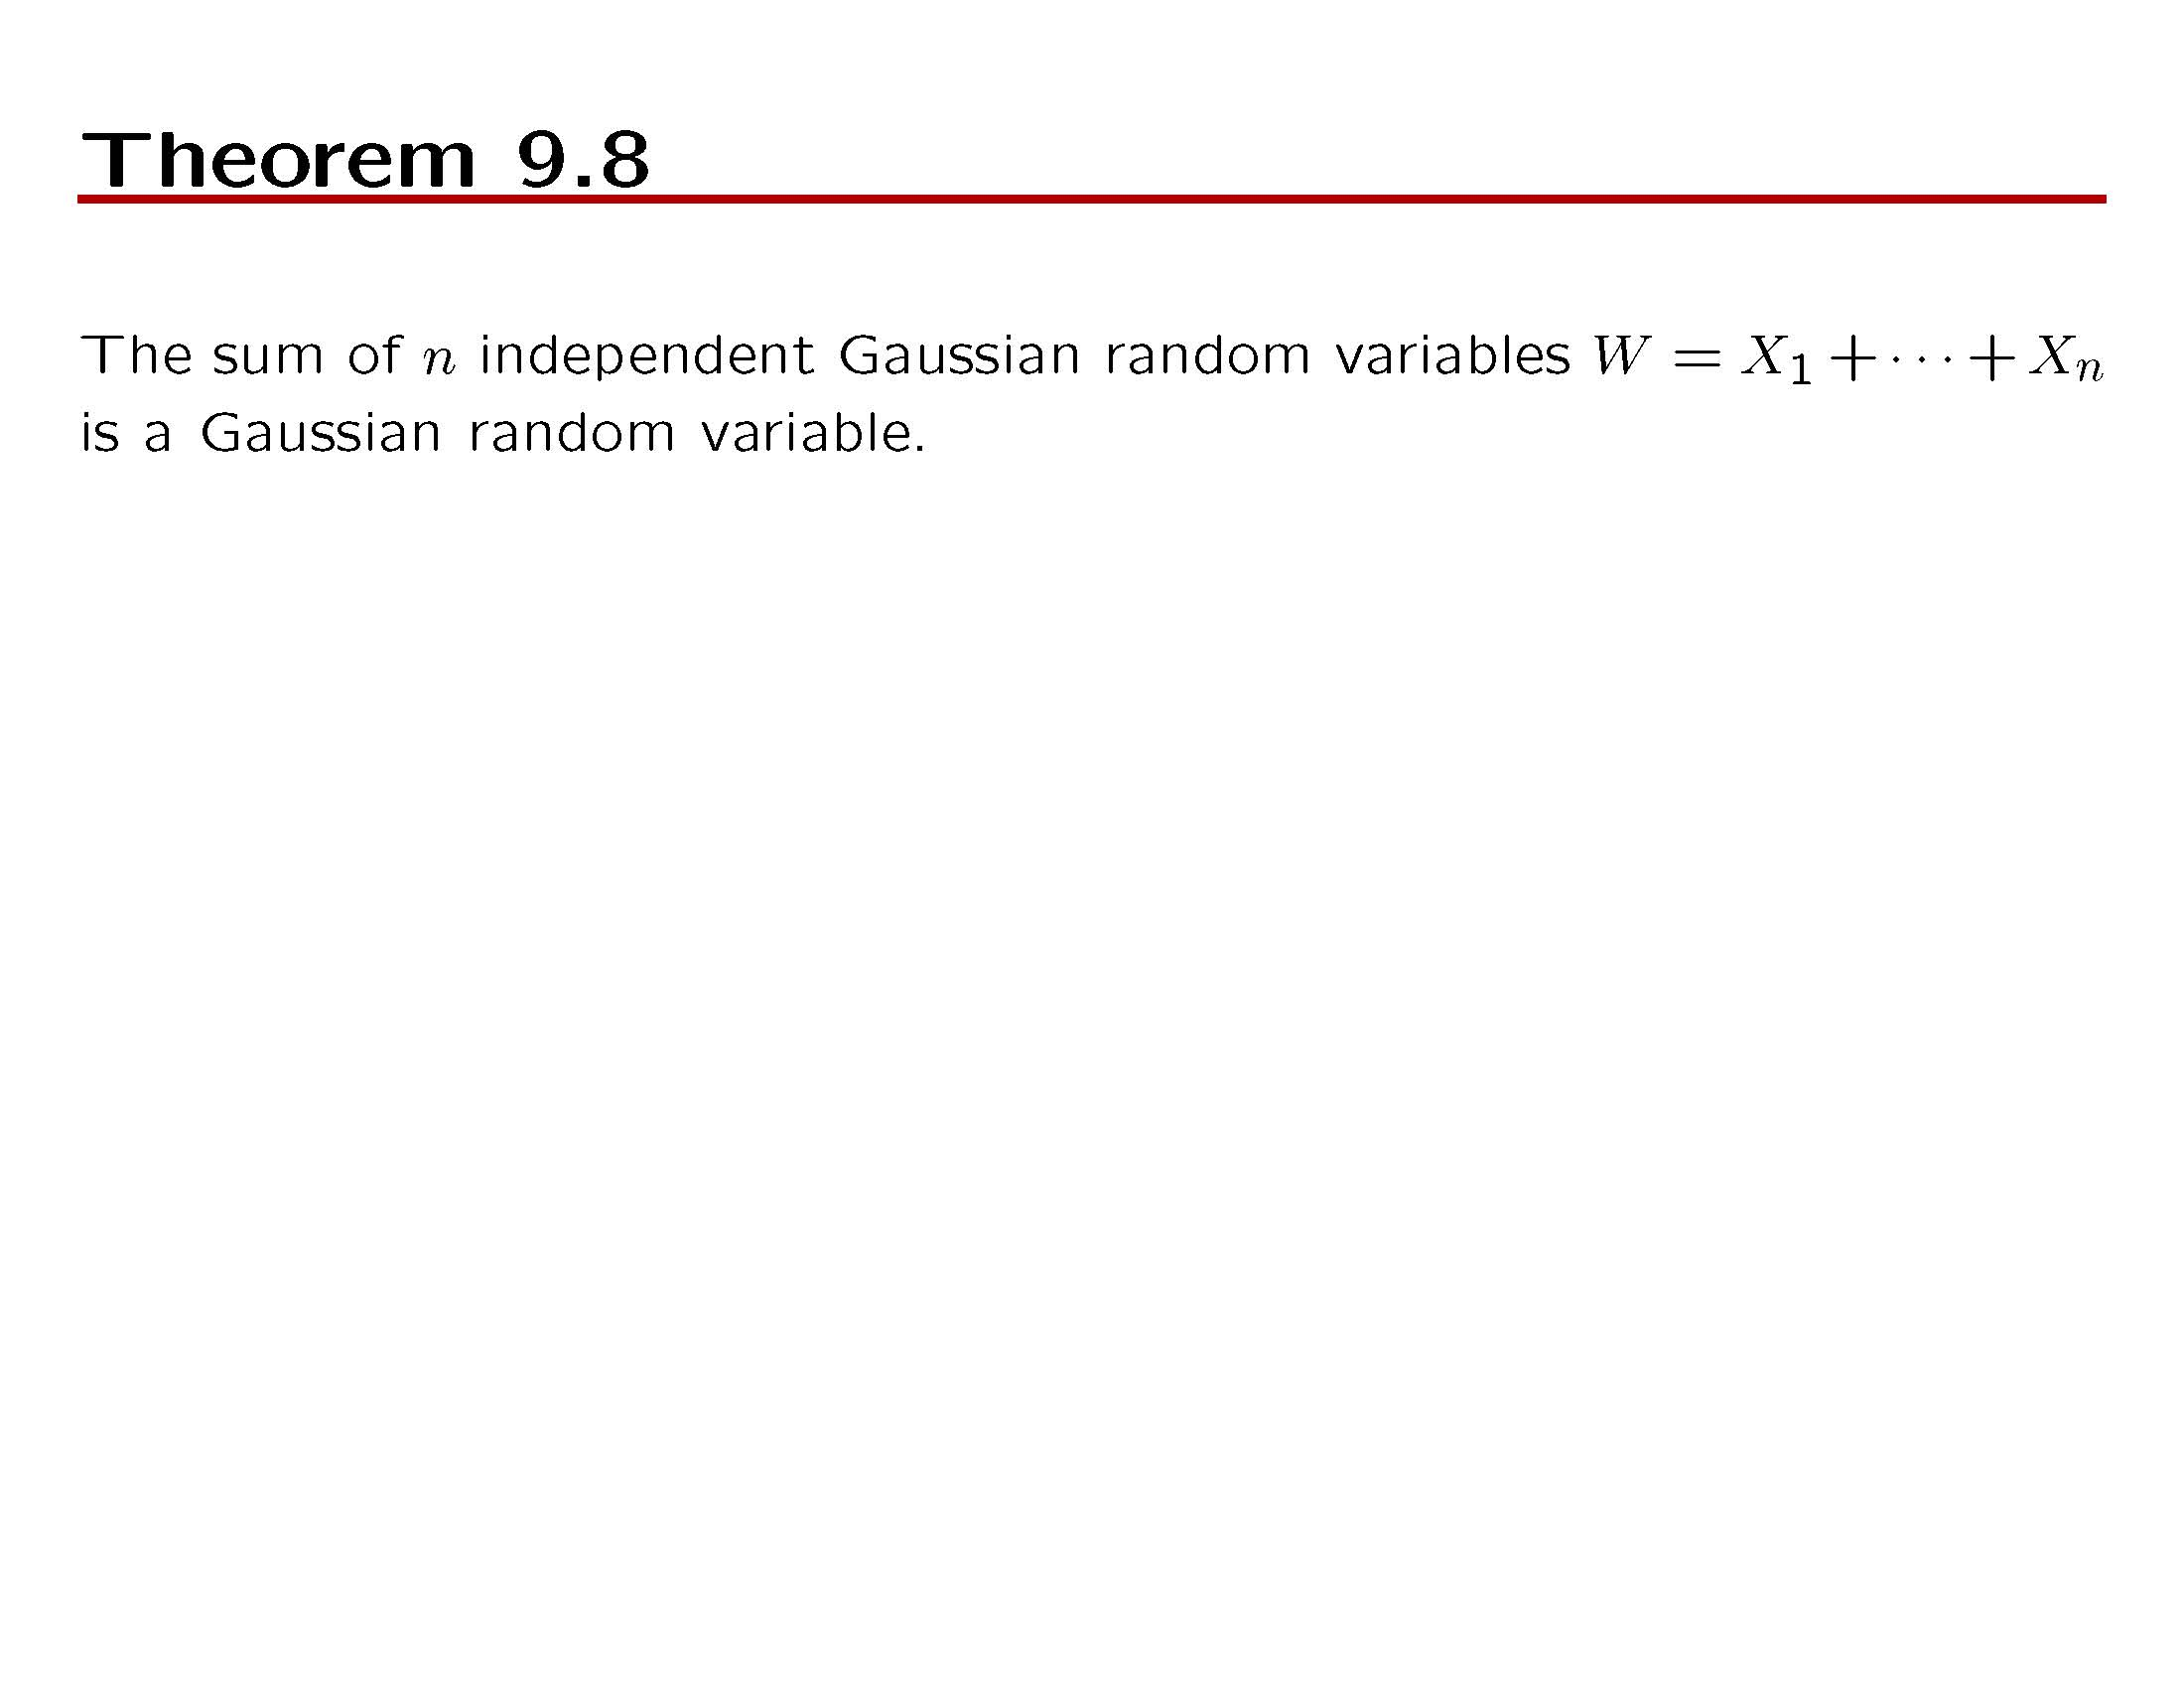 Theorem 9.8
The sum of n independent Gaussian random variables W = X₁ + · · · + Xₙ
is a Gaussian random variable.